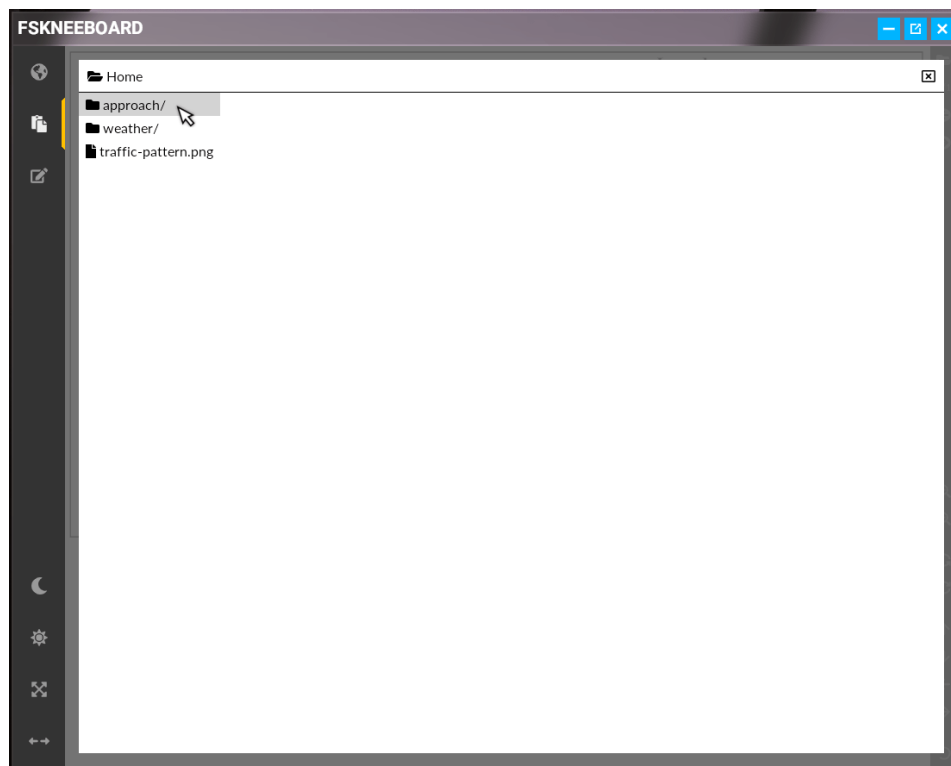 FSKNEEBOARD
Home
approach/
weather/
traffic-pattern.png